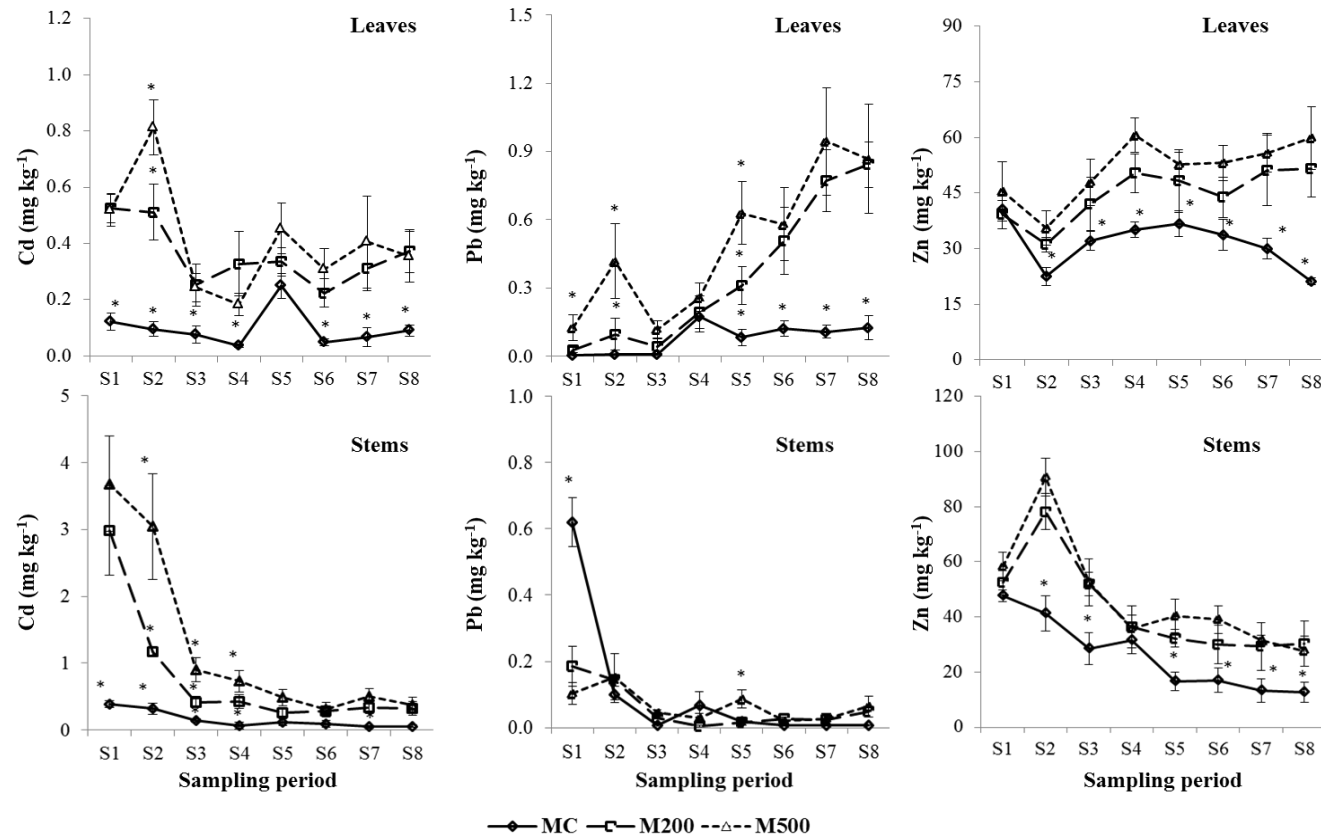 Leaves
Cd (mg kg⁻¹)
1.2
1.0
0.8
0.6
0.4
0.2
0.0
* * * * * * * * *
S1 S2 S3 S4 S5 S6 S7 S8
Leaves
Pb (mg kg⁻¹)
1.5
1.2
0.9
0.6
0.3
0.0
* * * * * * * *
S1 S2 S3 S4 S5 S6 S7 S8
Leaves
Zn (mg kg⁻¹)
90
75
60
45
30
15
0
* * * * * * *
S1 S2 S3 S4 S5 S6 S7 S8
Stems
Cd (mg kg⁻¹)
5
4
3
2
1
0
* * * * * * * * * *
S1 S2 S3 S4 S5 S6 S7 S8
Sampling period
Stems
Pb (mg kg⁻¹)
1.0
0.8
0.6
0.4
0.2
0.0
* *
S1 S2 S3 S4 S5 S6 S7 S8
Sampling period
Stems
Zn (mg kg⁻¹)
120
100
80
60
40
20
0
* * * * * *
S1 S2 S3 S4 S5 S6 S7 S8
Sampling period
MC M200 M500